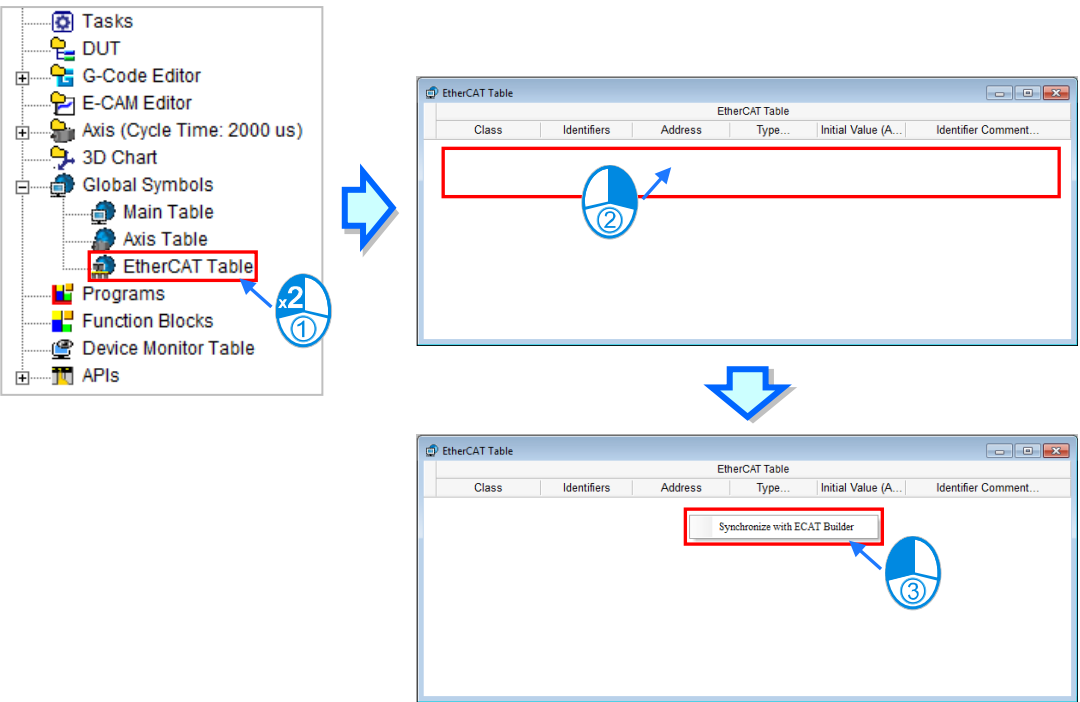 Tasks
DUT
G-Code Editor
E-CAM Editor
Axis (Cycle Time: 2000 us)
3D Chart
Global Symbols
Main Table
Axis Table
EtherCAT Table
Programs
Function Blocks
Device Monitor Table
APIs
x2
①
EtherCAT Table
EtherCAT Table
Class Identifiers Address Type... Initial Value (A... Identifier Comment...
②
EtherCAT Table
EtherCAT Table
Class Identifiers Address Type... Initial Value (A... Identifier Comment...
Synchronize with ECAT Builder
③